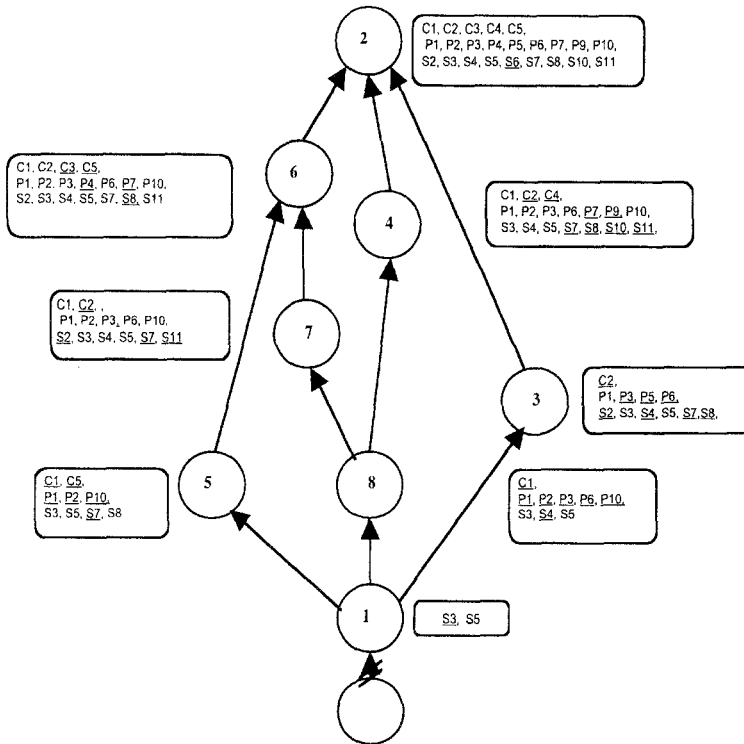 2
C1, C2, C3, C4, C5,
P1, P2, P3, P4, P5, P6, P7, P9, P10,
S2, S3, S4, S5, S6, S7, S8, S10, S11
6
C1, C2, C3, C5,
P1, P2, P3, P4, P6, P7, P10,
S2, S3, S4, S5, S7, S8, S11
4
C1, C2, C4,
P1, P2, P3, P6, P7, P9, P10,
S3, S4, S5, S7, S8, S10, S11,
7
C1, C2, ,
P1, P2, P3, P6, P10,
S2, S3, S4, S5, S7, S11
3
C2,
P1, P3, P5, P6,
S2, S3, S4, S5, S7, S8,
5
C1, C5,
P1, P2, P10,
S3, S5, S7, S8
8
C1,
P1, P2, P3, P6, P10,
S3, S4, S5
1
S3, S5